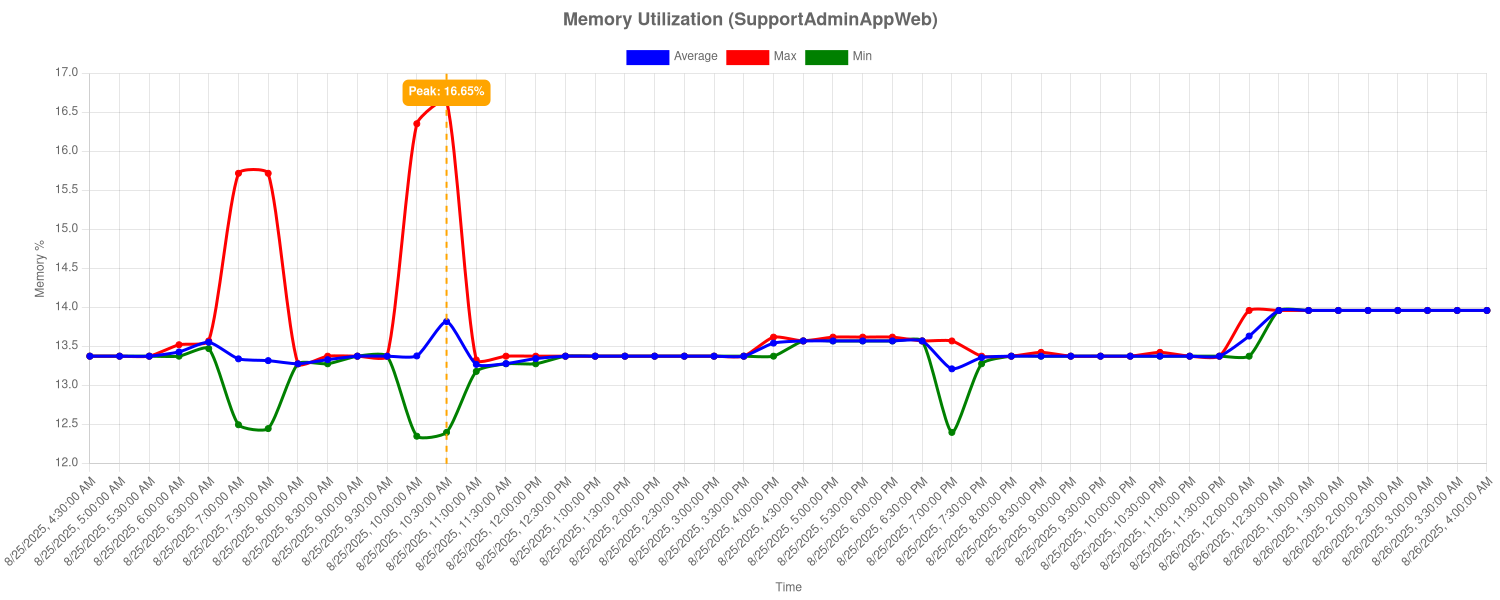 Memory Utilization (SupportAdminAppWeb)
Average Max Min
Peak: 16.65%
Memory %
17.0
16.5
16.0
15.5
15.0
14.5
14.0
13.5
13.0
12.5
12.0
8/25/2025, 4:30:00 AM
8/25/2025, 5:00:00 AM
8/25/2025, 5:30:00 AM
8/25/2025, 6:00:00 AM
8/25/2025, 6:30:00 AM
8/25/2025, 7:00:00 AM
8/25/2025, 7:30:00 AM
8/25/2025, 8:00:00 AM
8/25/2025, 8:30:00 AM
8/25/2025, 9:00:00 AM
8/25/2025, 9:30:00 AM
8/25/2025, 10:00:00 AM
8/25/2025, 10:30:00 AM
8/25/2025, 11:00:00 AM
8/25/2025, 11:30:00 AM
8/25/2025, 12:00:00 PM
8/25/2025, 12:30:00 PM
8/25/2025, 1:00:00 PM
8/25/2025, 1:30:00 PM
8/25/2025, 2:00:00 PM
8/25/2025, 2:30:00 PM
8/25/2025, 3:00:00 PM
8/25/2025, 3:30:00 PM
8/25/2025, 4:00:00 PM
8/25/2025, 4:30:00 PM
8/25/2025, 5:00:00 PM
8/25/2025, 5:30:00 PM
8/25/2025, 6:00:00 PM
8/25/2025, 6:30:00 PM
8/25/2025, 7:00:00 PM
8/25/2025, 7:30:00 PM
8/25/2025, 8:00:00 PM
8/25/2025, 8:30:00 PM
8/25/2025, 9:00:00 PM
8/25/2025, 9:30:00 PM
8/25/2025, 10:00:00 PM
8/25/2025, 10:30:00 PM
8/25/2025, 11:00:00 PM
8/25/2025, 11:30:00 PM
8/26/2025, 12:00:00 AM
8/26/2025, 12:30:00 AM
8/26/2025, 1:00:00 AM
8/26/2025, 1:30:00 AM
8/26/2025, 2:00:00 AM
8/26/2025, 2:30:00 AM
8/26/2025, 3:00:00 AM
8/26/2025, 3:30:00 AM
8/26/2025, 4:00:00 AM
Time